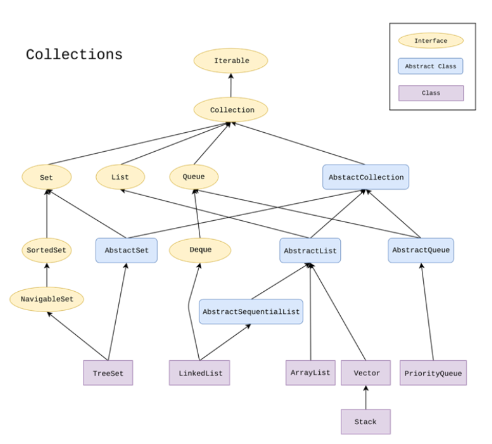 Collections
Interface
Abstract Class
Class
Iterable
Collection
Set
List
Queue
AbstactCollection
SortedSet
AbstactSet
Deque
AbstractList
AbstractQueue
NavigableSet
AbstractSequentialList
TreeSet
LinkedList
ArrayList
Vector
PriorityQueue
Stack